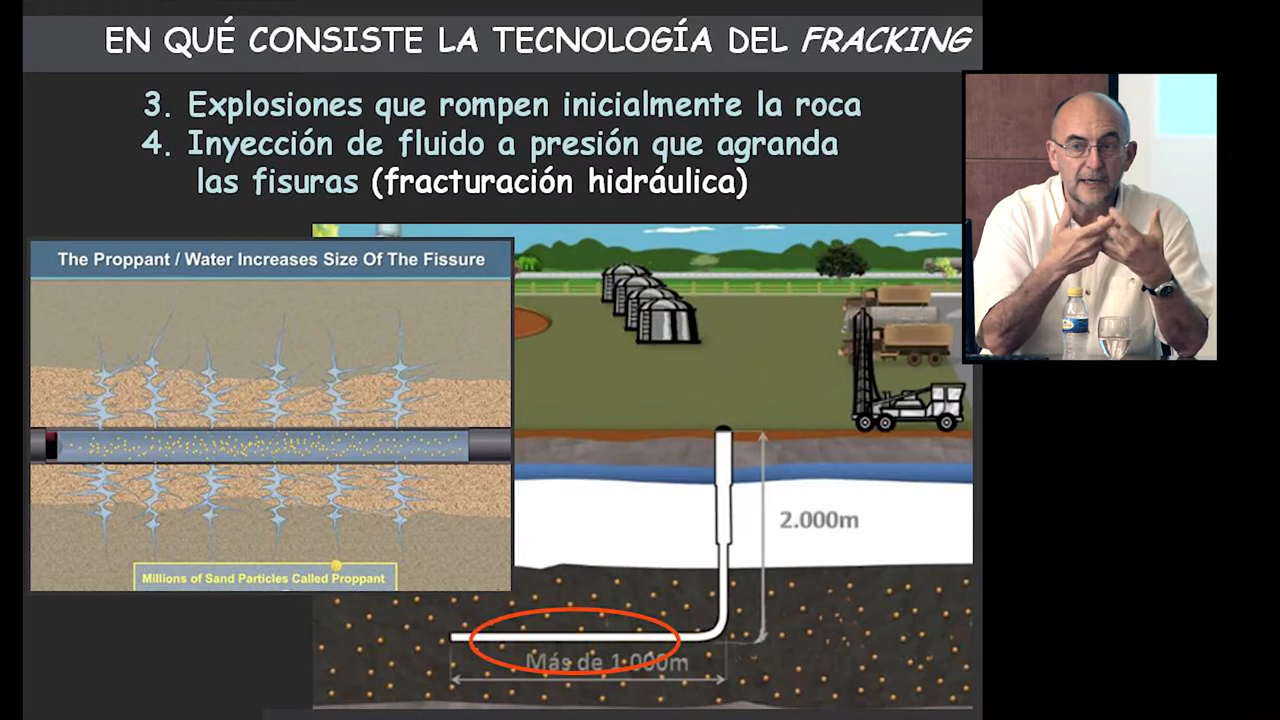 EN QUÉ CONSISTE LA TECNOLOGÍA DEL FRACKING
3. Explosiones que rompen inicialmente la roca
4. Inyección de fluido a presión que agranda
las fisuras (fracturación hidráulica)
The Proppant / Water Increases Size Of The Fissure
Millions of Sand Particles Called Proppant
2.000m
Más de 1.000m